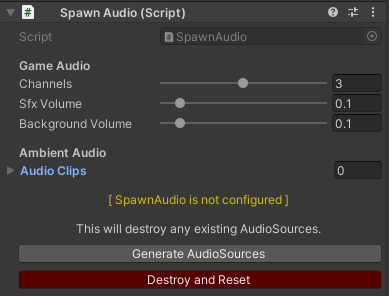 Spawn Audio (Script)
Script SpawnAudio
Game Audio
Channels 3
Sfx Volume 0.1
Background Volume 0.1
Ambient Audio
Audio Clips 0
[ SpawnAudio is not configured ]
This will destroy any existing AudioSources.
Generate AudioSources
Destroy and Reset